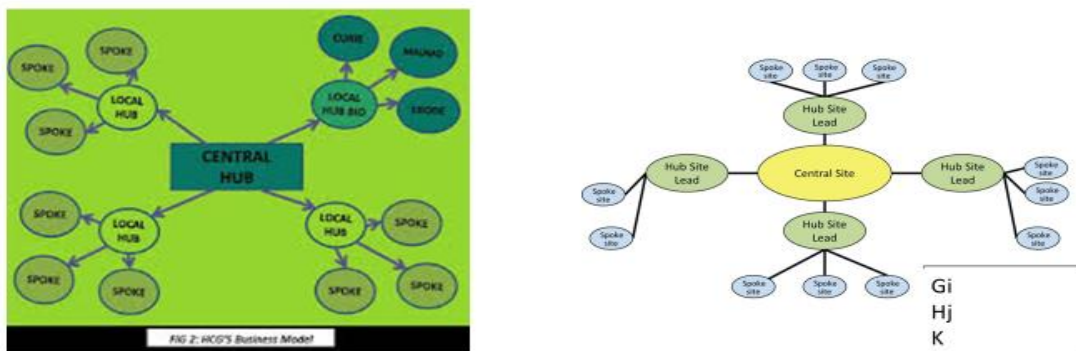 SPOKE
SPOKE
SPOKE
LOCAL
HUB
CURIE
MALNAD
ERODE
LOCAL
HUB BIO
CENTRAL
HUB
SPOKE
SPOKE
SPOKE
LOCAL
HUB
LOCAL
HUB
SPOKE
SPOKE
SPOKE
FIG 2: HCG'S Business Model
Spoke
site
Spoke
site
Spoke
site
Hub Site
Lead
Hub Site
Lead
Central Site
Hub Site
Lead
Spoke
site
Spoke
site
Spoke
site
Spoke
site
Spoke
site
Hub Site
Lead
Spoke
site
Spoke
site
Spoke
site
Gi
Hj
K